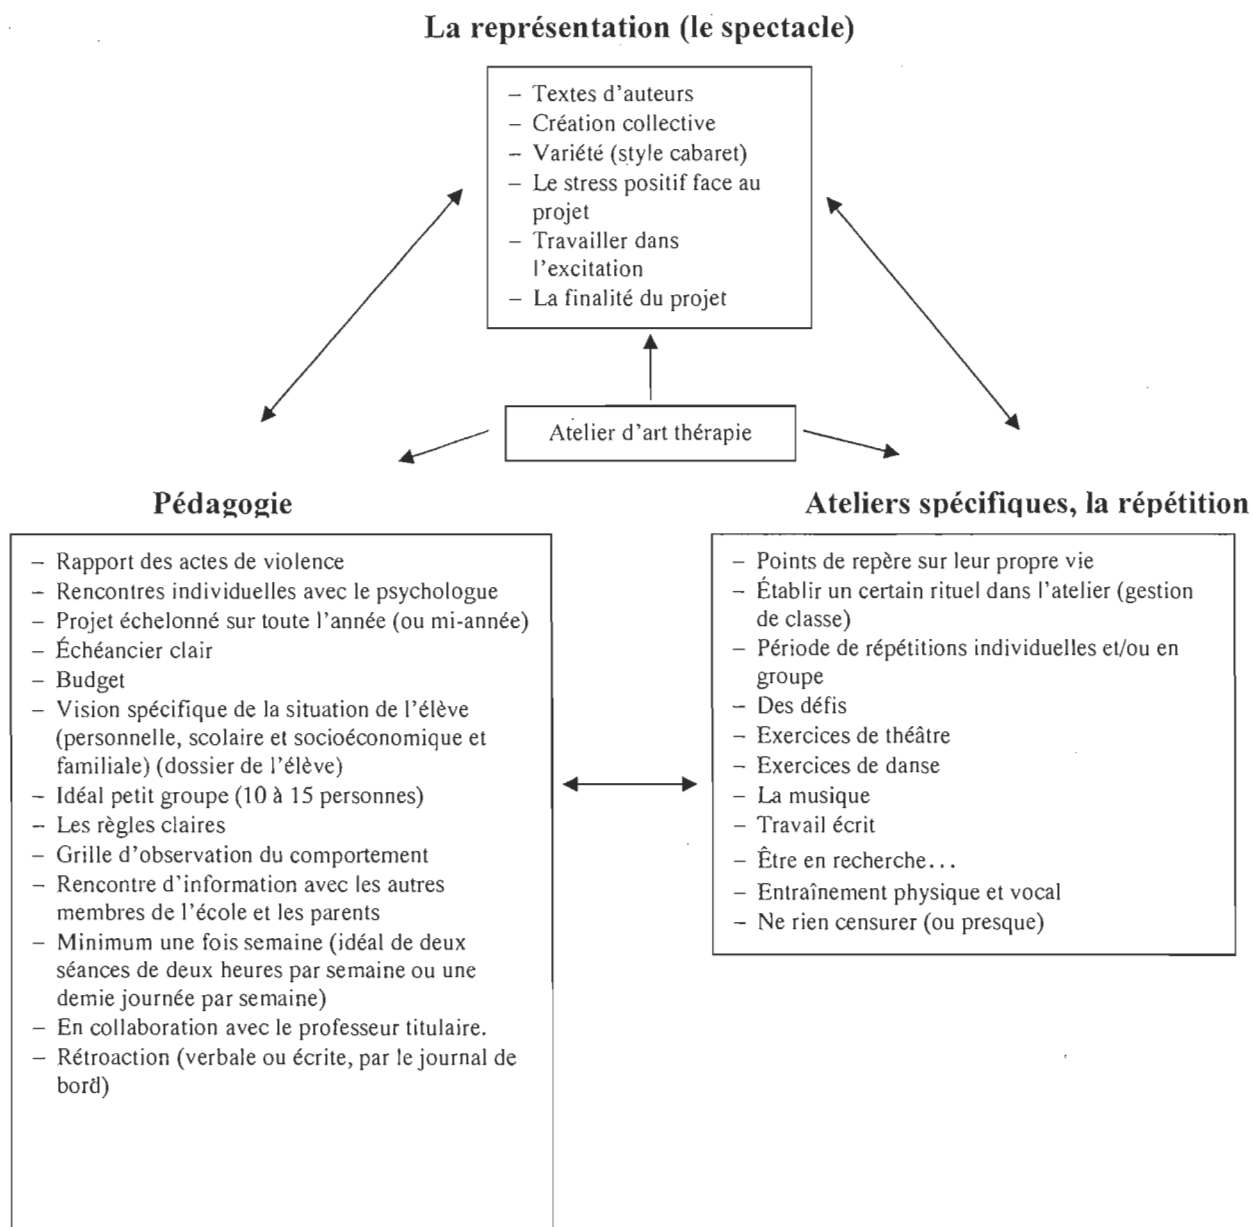 La représentation (le spectacle)
– Textes d'auteurs
– Création collective
– Variété (style cabaret)
– Le stress positif face au
projet
– Travailler dans
l'excitation
– La finalité du projet
Atelier d'art thérapie
Pédagogie
– Rapport des actes de violence
– Rencontres individuelles avec le psychologue
– Projet échelonné sur toute l'année (ou mi-année)
– Échéancier clair
– Budget
– Vision spécifique de la situation de l'élève
(personnelle, scolaire et socioéconomique et
familiale) (dossier de l'élève)
– Idéal petit groupe (10 à 15 personnes)
– Les règles claires
– Grille d'observation du comportement
– Rencontre d'information avec les autres
membres de l'école et les parents
– Minimum une fois semaine (idéal de deux
séances de deux heures par semaine ou une
demie journée par semaine)
– En collaboration avec le professeur titulaire.
– Rétroaction (verbale ou écrite, par le journal de
bord)
Ateliers spécifiques, la répétition
– Points de repère sur leur propre vie
– Établir un certain rituel dans l'atelier (gestion
de classe)
– Période de répétitions individuelles et/ou en
groupe
– Des défis
– Exercices de théâtre
– Exercices de danse
– La musique
– Travail écrit
– Être en recherche…
– Entraînement physique et vocal
– Ne rien censurer (ou presque)